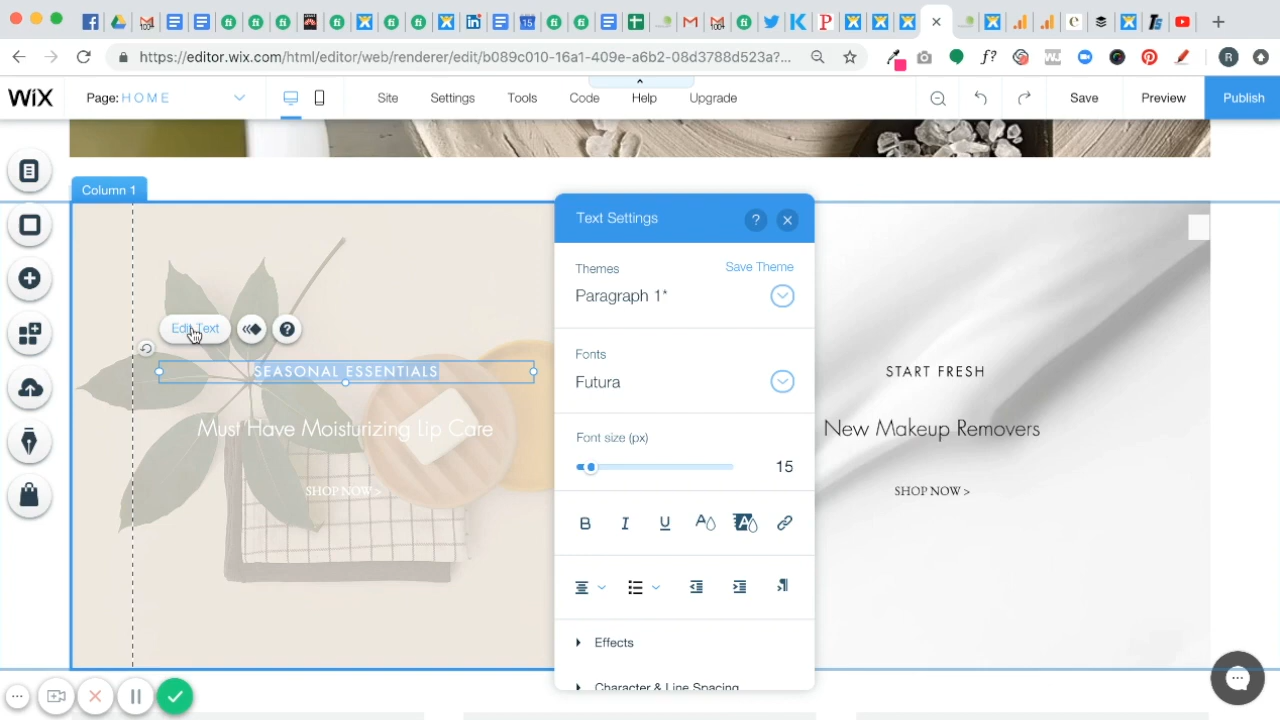 https://editor.wix.com/html/editor/web/renderer/edit/b089c010-16a1-409e-a6b2-08d3788d523a?...
f?
R
WiX
Page: HOME
Site
Settings
Tools
Code
Help
Upgrade
Save
Preview
Publish
Column 1
Text Settings
?
Themes
Save Theme
Paragraph 1*
Fonts
Futura
Font size (px)
15
B
I
U
Effects
Character & Line Spacing
Edit Text
?
SEASONAL ESSENTIALS
Must Have Moisturizing Lip Care
SHOP NOW >
START FRESH
New Makeup Removers
SHOP NOW >